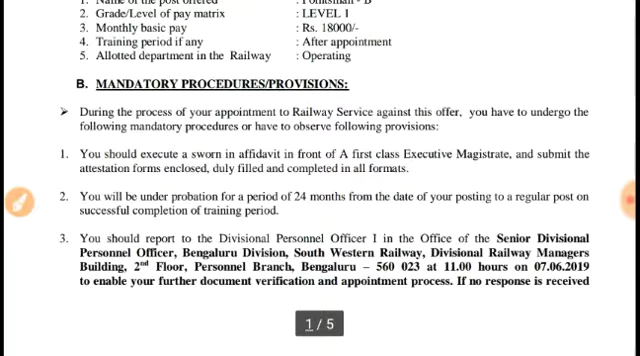 1. Name of the post offered : Pointsman - B
2. Grade/Level of pay matrix : LEVEL 1
3. Monthly basic pay : Rs. 18000/-
4. Training period if any : After appointment
5. Allotted department in the Railway : Operating
B. MANDATORY PROCEDURES/PROVISIONS:
➢ During the process of your appointment to Railway Service against this offer, you have to undergo the
following mandatory procedures or have to observe following provisions:
1. You should execute a sworn in affidavit in front of A first class Executive Magistrate, and submit the
attestation forms enclosed, duly filled and completed in all formats.
2. You will be under probation for a period of 24 months from the date of your posting to a regular post on
successful completion of training period.
3. You should report to the Divisional Personnel Officer I in the Office of the Senior Divisional
Personnel Officer, Bengaluru Division, South Western Railway, Divisional Railway Managers
Building, 2nd Floor, Personnel Branch, Bengaluru – 560 023 at 11.00 hours on 07.06.2019
to enable your further document verification and appointment process. If no response is received
1/5